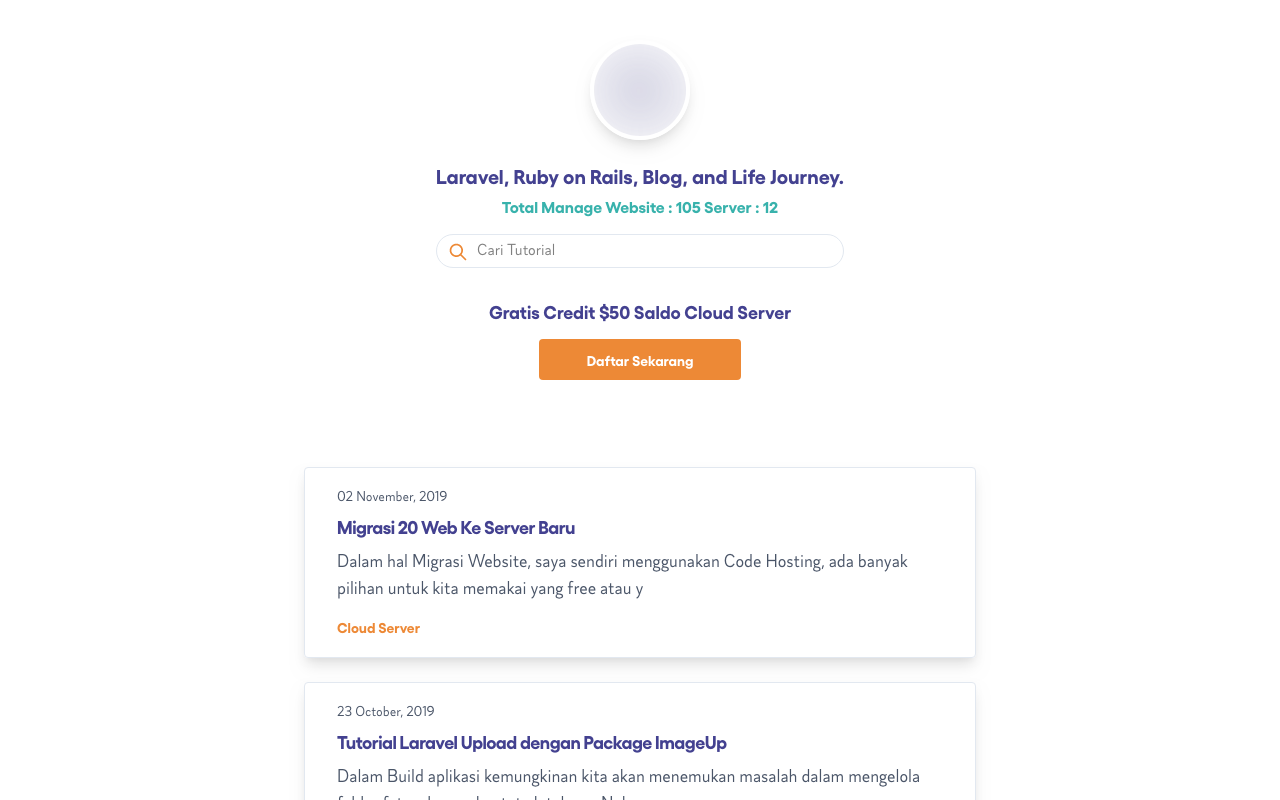 Laravel, Ruby on Rails, Blog, and Life Journey.
Total Manage Website : 105 Server : 12
Cari Tutorial
Gratis Credit $50 Saldo Cloud Server
Daftar Sekarang
02 November, 2019
Migrasi 20 Web Ke Server Baru
Dalam hal Migrasi Website, saya sendiri menggunakan Code Hosting, ada banyak
pilihan untuk kita memakai yang free atau y
Cloud Server
23 October, 2019
Tutorial Laravel Upload dengan Package ImageUp
Dalam Build aplikasi kemungkinan kita akan menemukan masalah dalam mengelola